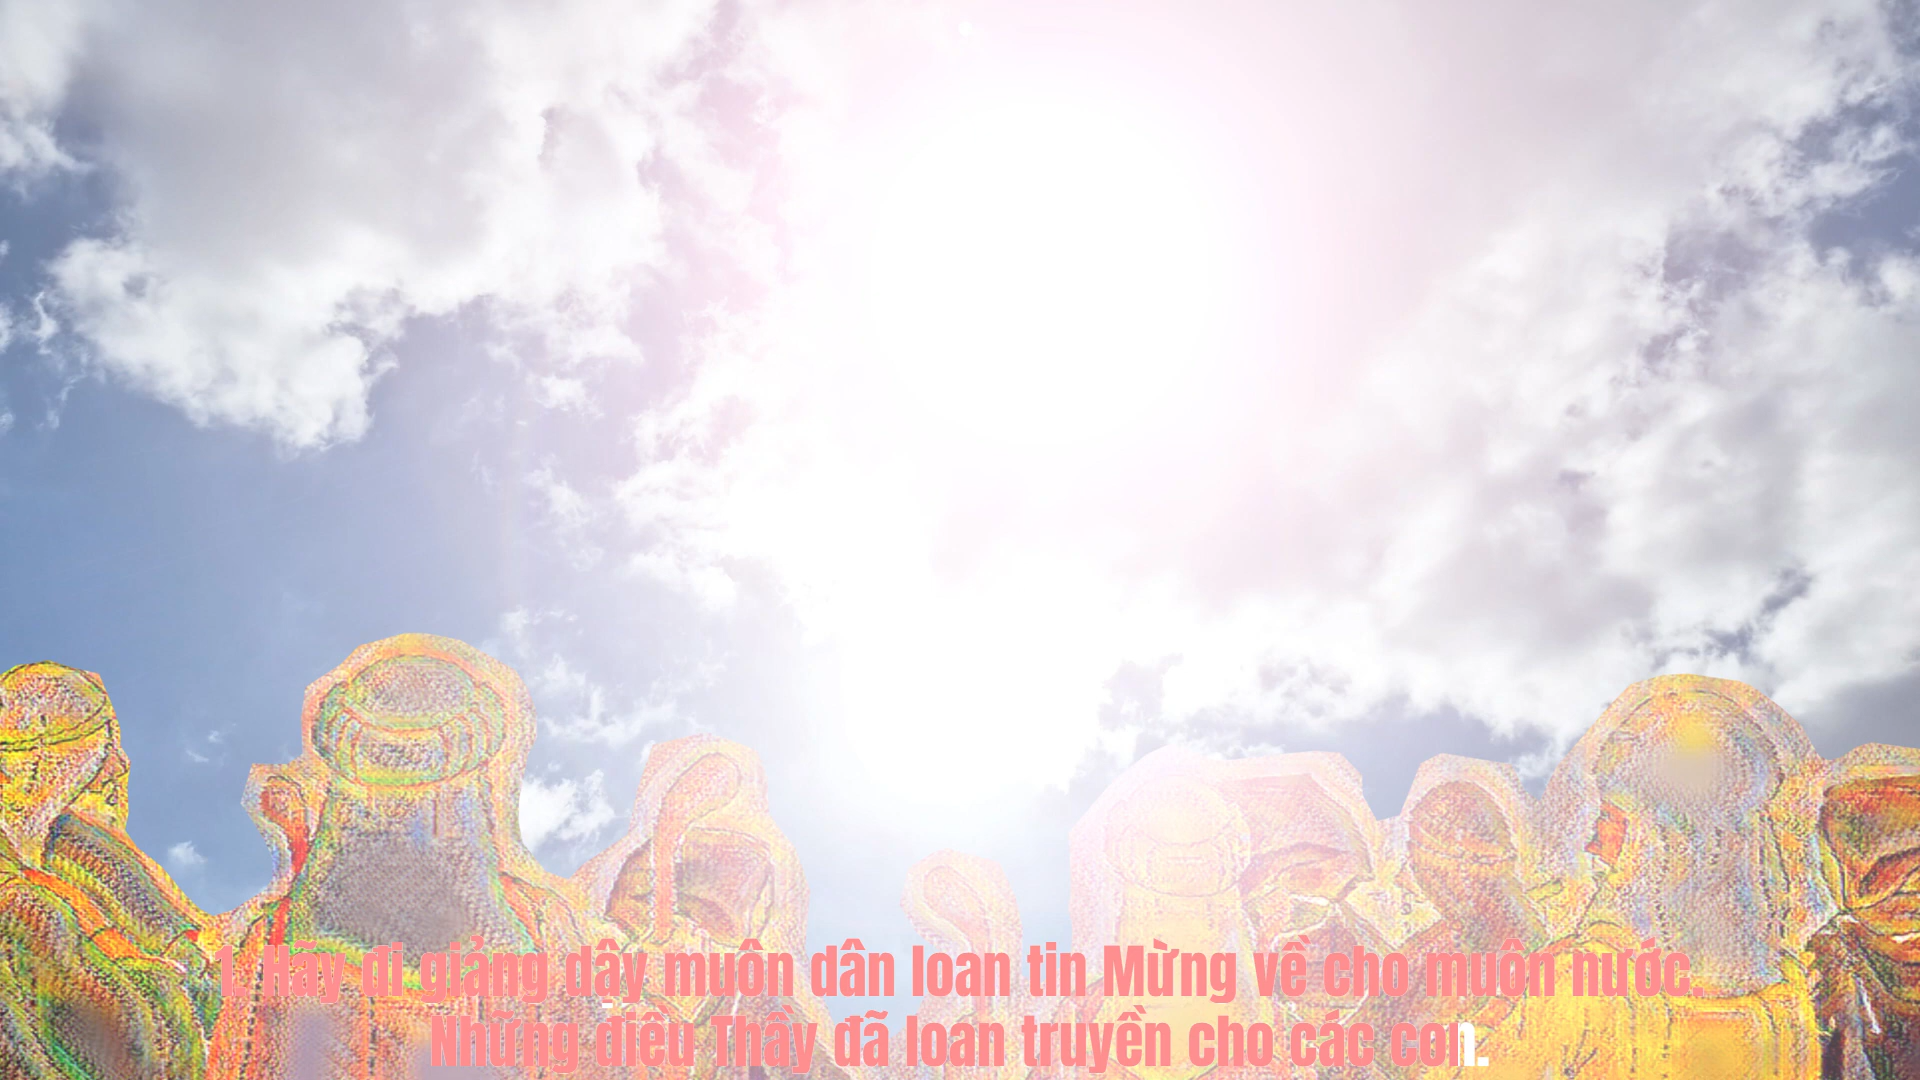 1. Hãy đi giảng dậy muôn dân loan tin Mừng về cho muôn nước.
Những điều Thầy đã loan truyền cho các con.